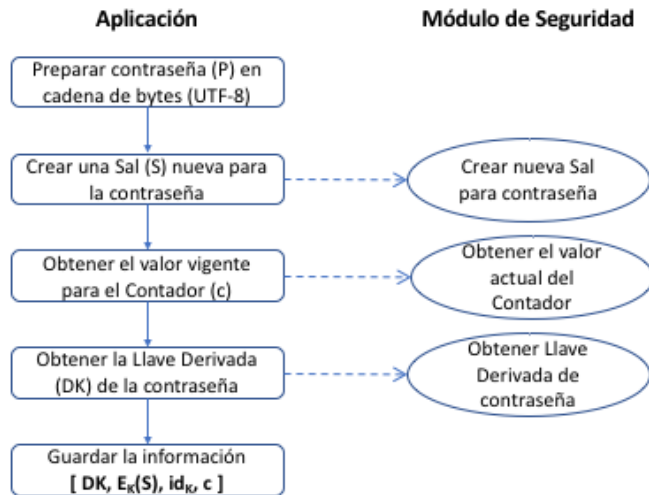 Aplicación
Módulo de Seguridad
Preparar contraseña (P) en
cadena de bytes (UTF-8)
Crear una Sal (S) nueva para
la contraseña
Crear nueva Sal
para contraseña
Obtener el valor vigente
para el Contador (c)
Obtener el valor
actual del
Contador
Obtener la Llave Derivada
(DK) de la contraseña
Obtener Llave
Derivada de
contraseña
Guardar la información
[ DK, Eₖ(S), idₖ, c ]